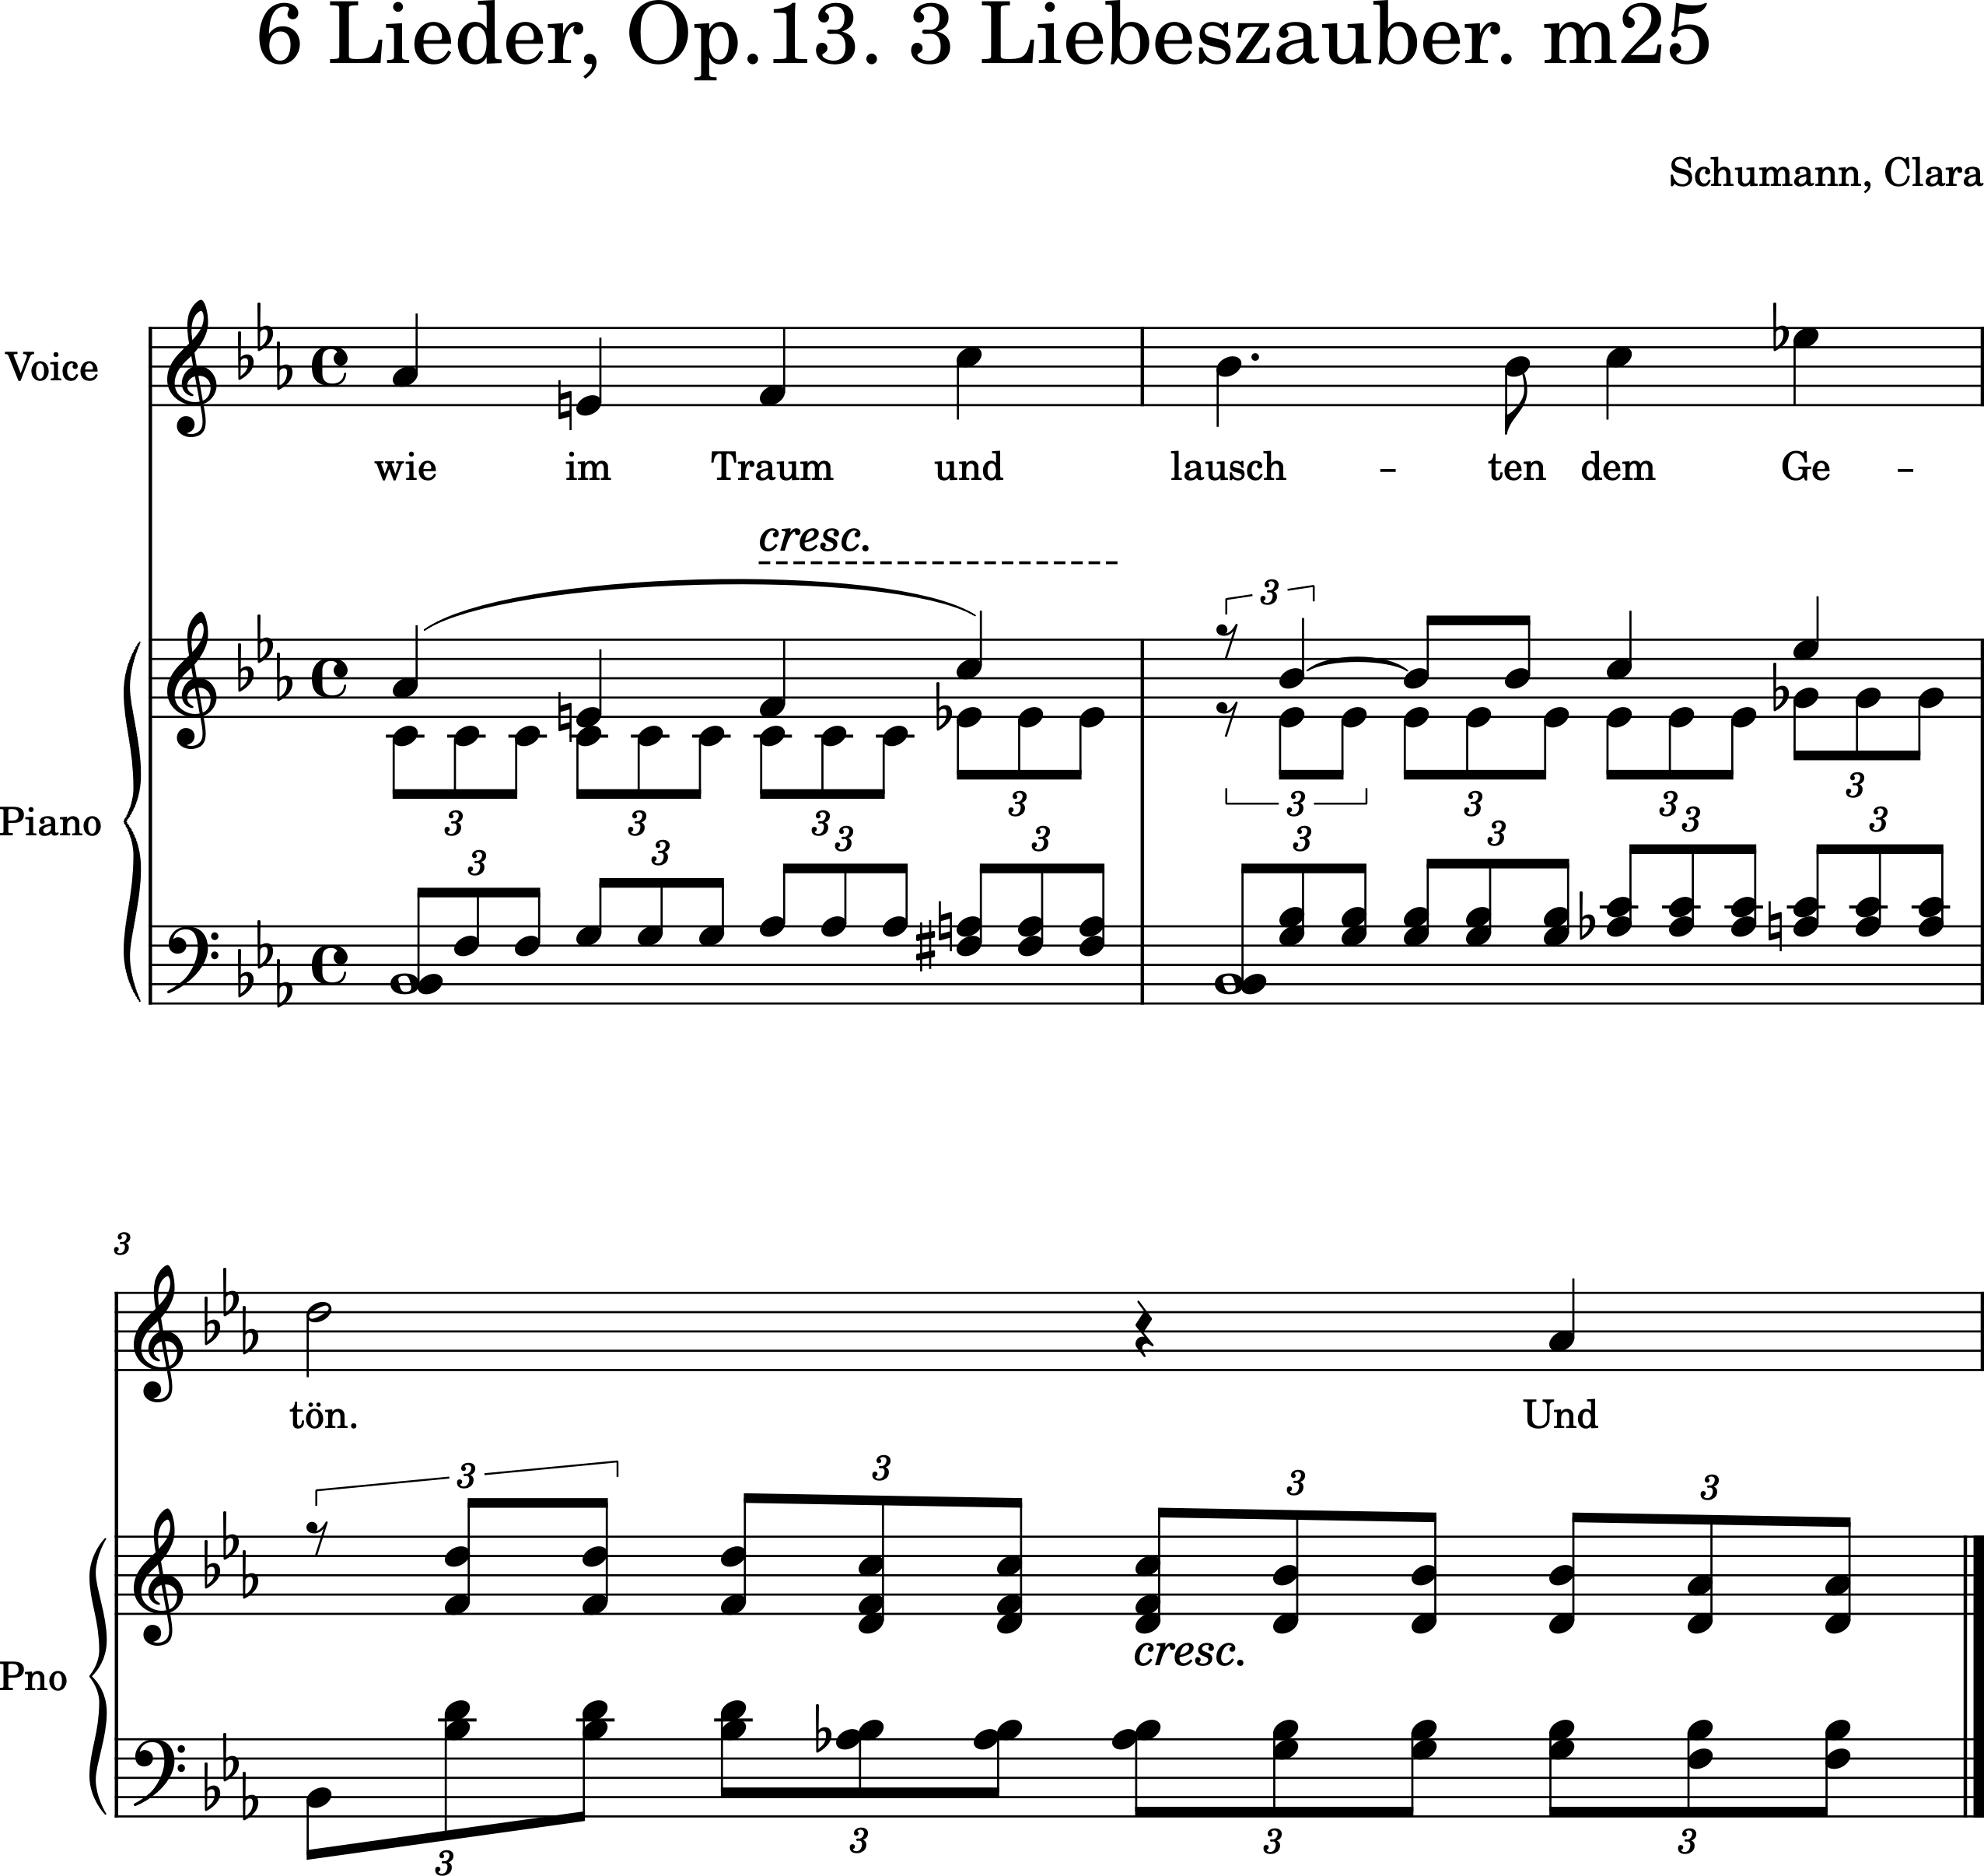 6 Lieder, Op.13. 3 Liebeszauber. m25
Schumann, Clara
Voice
wie im Traum und lausch – ten dem Ge –
cresc.
3
3
Piano
3 3 3 3 3 3 3 3
3 3 3 3 3 3 3 3
3
tön. Und
3 3 3 3
Pno
cresc.
3 3 3 3